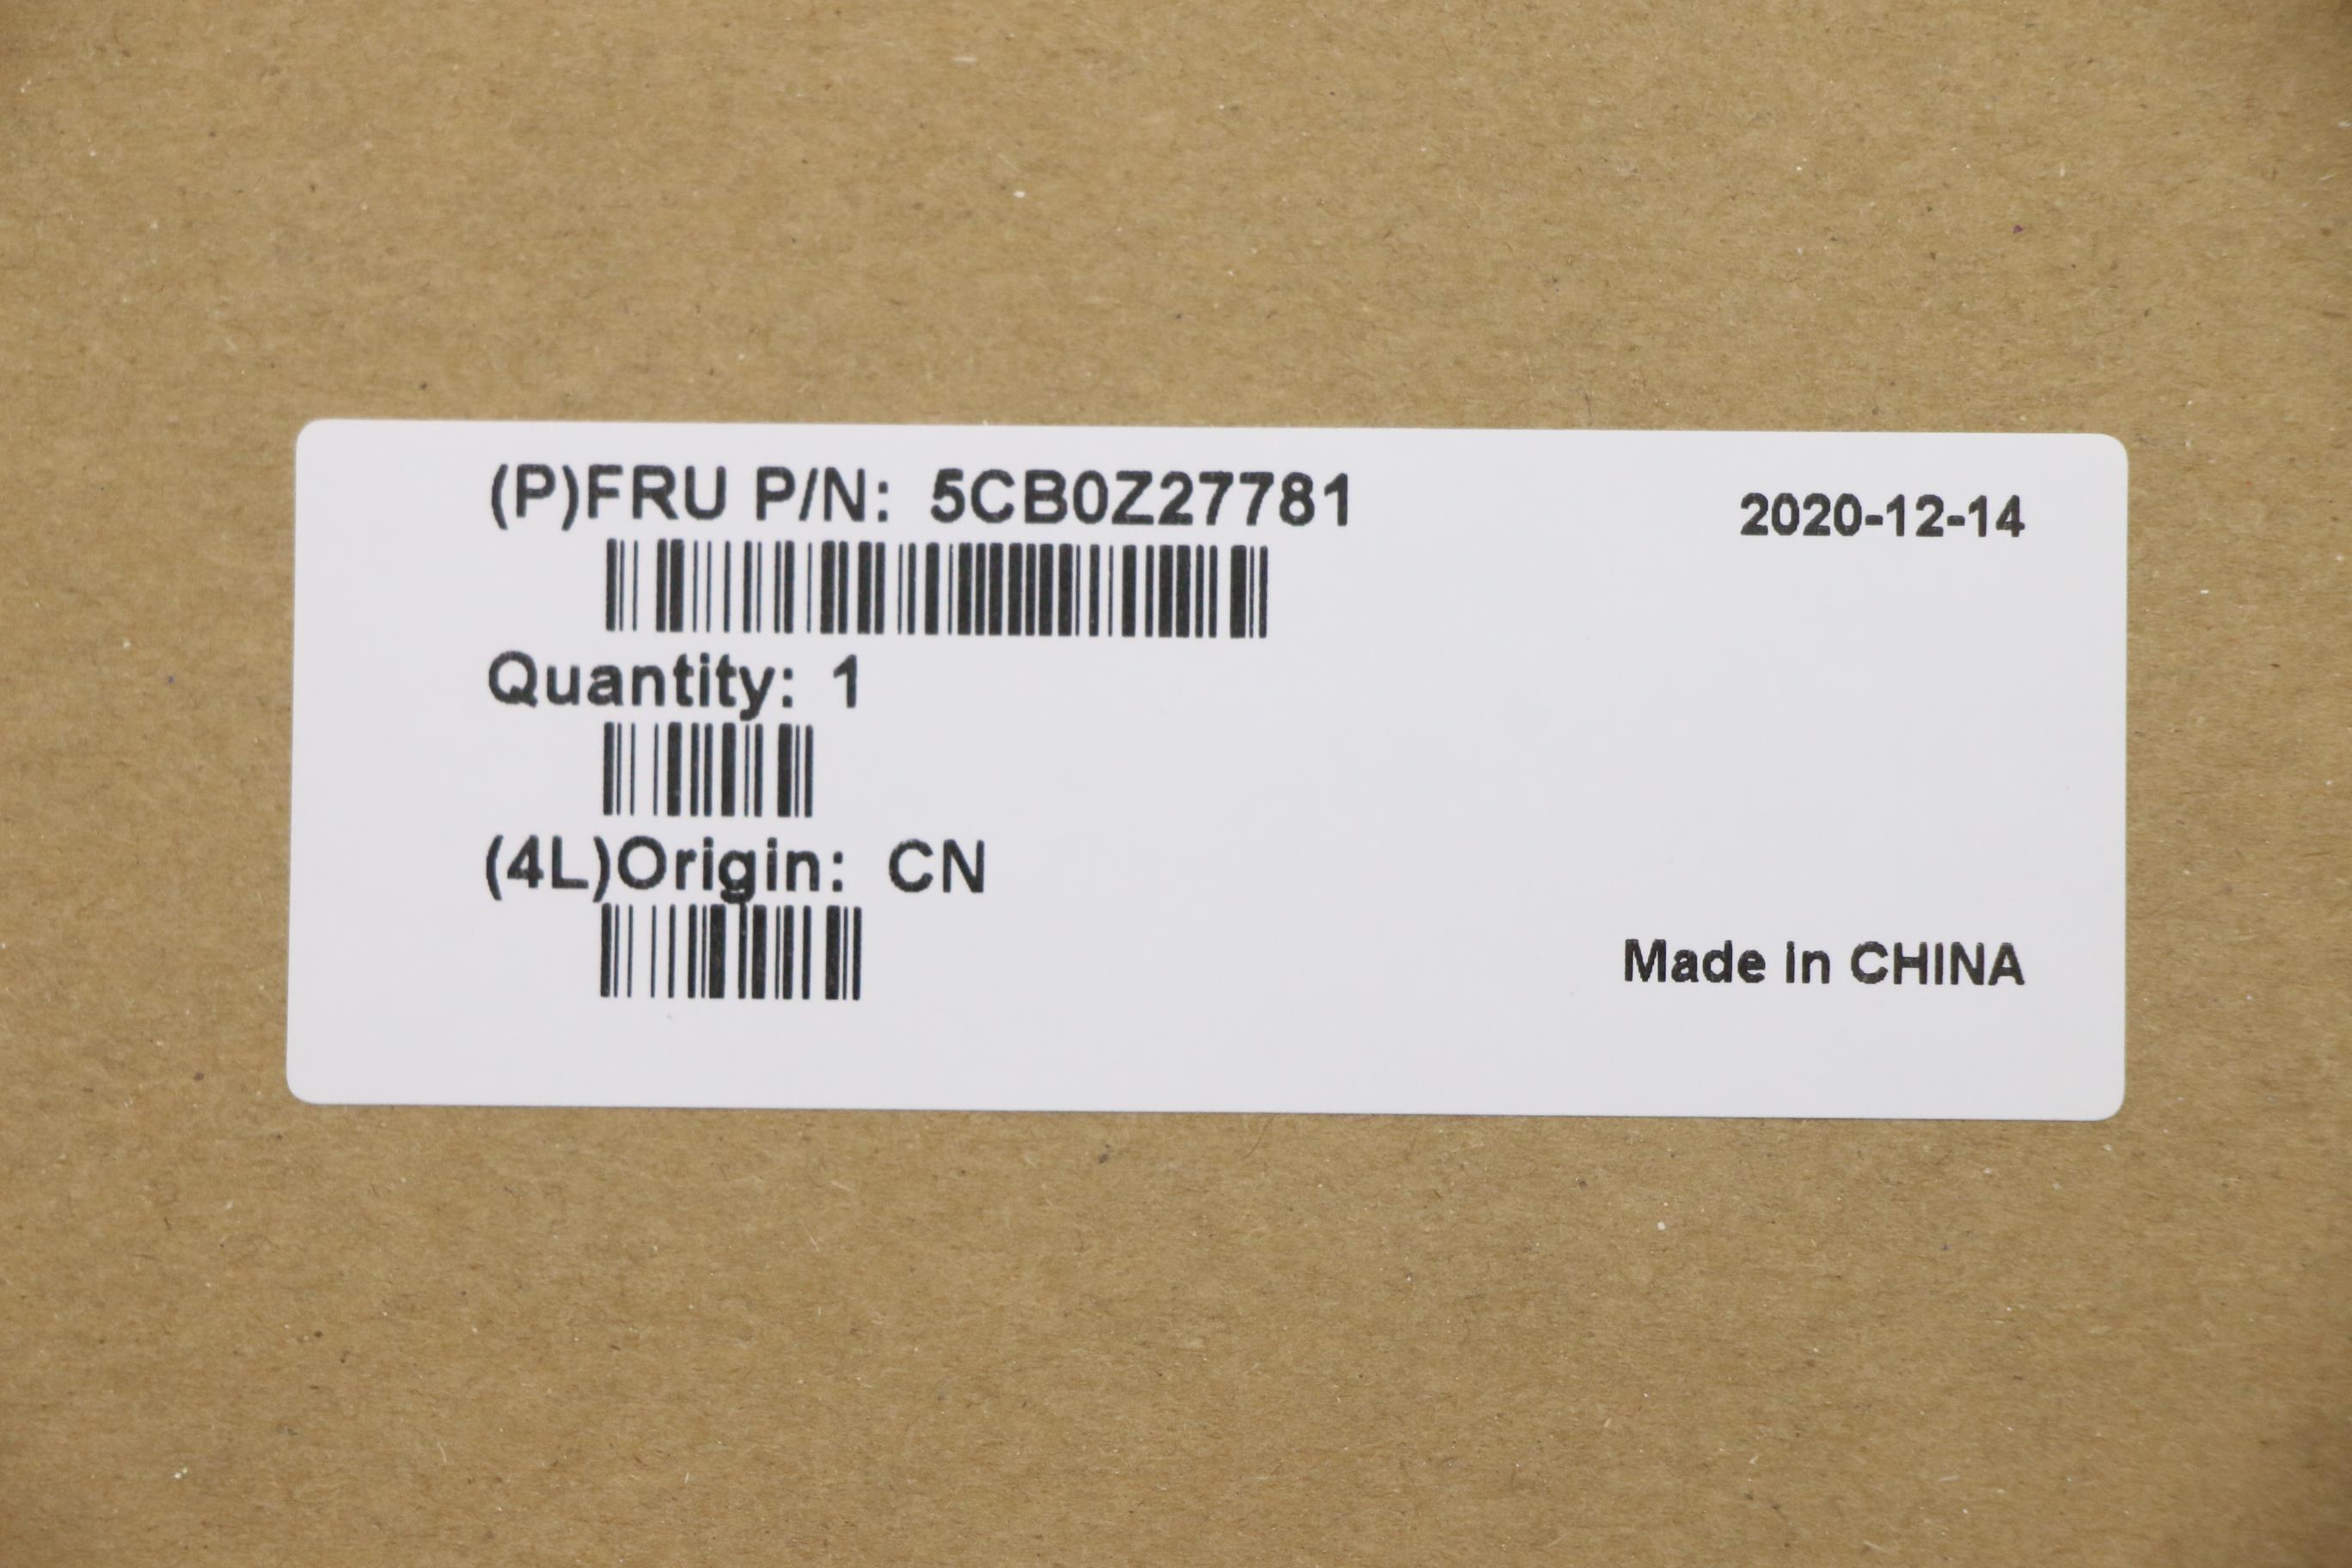 (P)FRU P/N: 5CB0Z27781
2020-12-14
Quantity: 1
(4L)Origin: CN
Made in CHINA